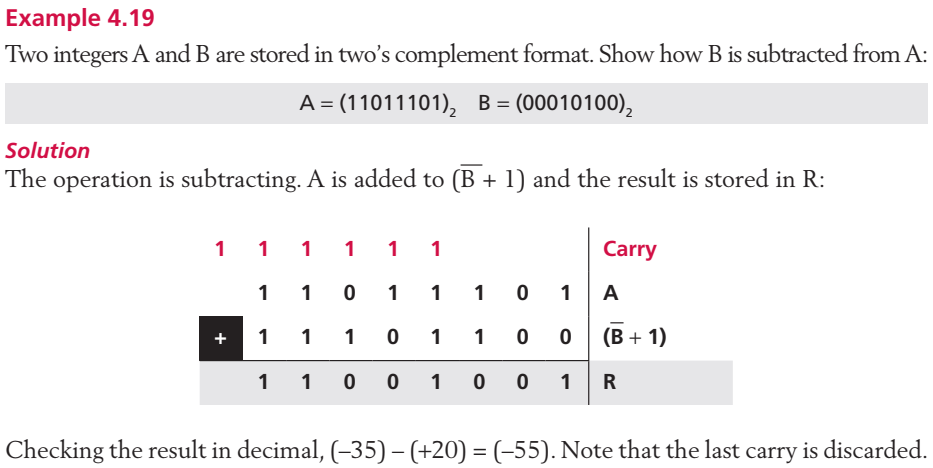 Example 4.19
Two integers A and B are stored in two’s complement format. Show how B is subtracted from A:
A = (11011101)₂ B = (00010100)₂
Solution
The operation is subtracting. A is added to (B̅ + 1) and the result is stored in R:
1 1 1 1 1 1 Carry
1 1 0 1 1 1 0 1 A
+ 1 1 1 0 1 1 0 0 (B̅ + 1)
1 1 0 0 1 0 0 1 R
Checking the result in decimal, (–35) – (+20) = (–55). Note that the last carry is discarded.